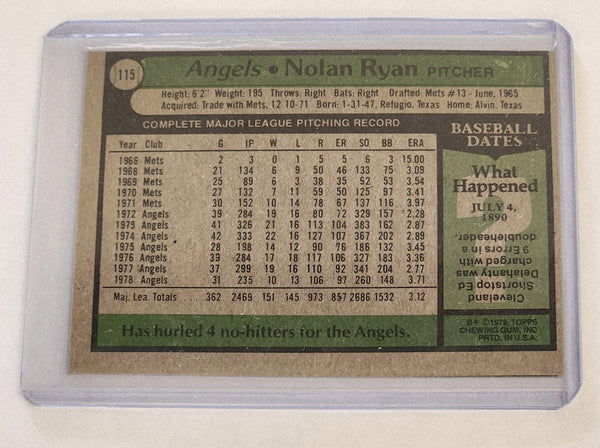 115
Angels • Nolan Ryan PITCHER
Height: 6'2" Weight: 195 Throws: Right Bats: Right Drafted: Mets #13 - June, 1965
Acquired: Trade with Mets, 12-10-71 Born: 1-31-47, Refugio, Texas Home: Alvin, Texas
COMPLETE MAJOR LEAGUE PITCHING RECORD
Year Club G IP W L R ER SO BB ERA
1966 Mets 2 3 0 1 5 5 6 3 15.00
1968 Mets 21 134 6 9 50 46 133 75 3.09
1969 Mets 25 89 6 3 38 35 92 53 3.54
1970 Mets 27 132 7 11 59 50 125 97 3.41
1971 Mets 30 152 10 14 78 67 137 116 3.97
1972 Angels 39 284 19 16 80 72 329 157 2.28
1973 Angels 41 326 21 16 113 104 383 162 2.87
1974 Angels 42 333 22 16 127 107 367 202 2.89
1975 Angels 28 198 14 12 90 76 186 132 3.45
1976 Angels 39 284 17 18 117 106 327 183 3.36
1977 Angels 37 299 19 16 110 92 341 204 2.77
1978 Angels 31 235 10 13 106 97 260 148 3.71
Maj. Lea. Totals 362 2469 151 145 973 857 2686 1532 3.12
Has hurled 4 no-hitters for the Angels.
BASEBALL
DATES
What
Happened
JULY 4,
1890
Cleveland
Shortstop Ed
Delahanty was
charged with
9 Errors in a
doubleheader.
B* ©1979, TOPPS
CHEWING GUM, INC
PRTD. IN U.S.A.